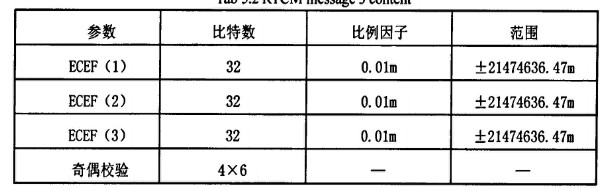 Tab 3.2 RTCM message 3 content
参数 比特数 比例因子 范围
ECEF（1） 32 0.01m ±21474636.47m
ECEF（2） 32 0.01m ±21474636.47m
ECEF（3） 32 0.01m ±21474636.47m
奇偶校验 4×6 — —